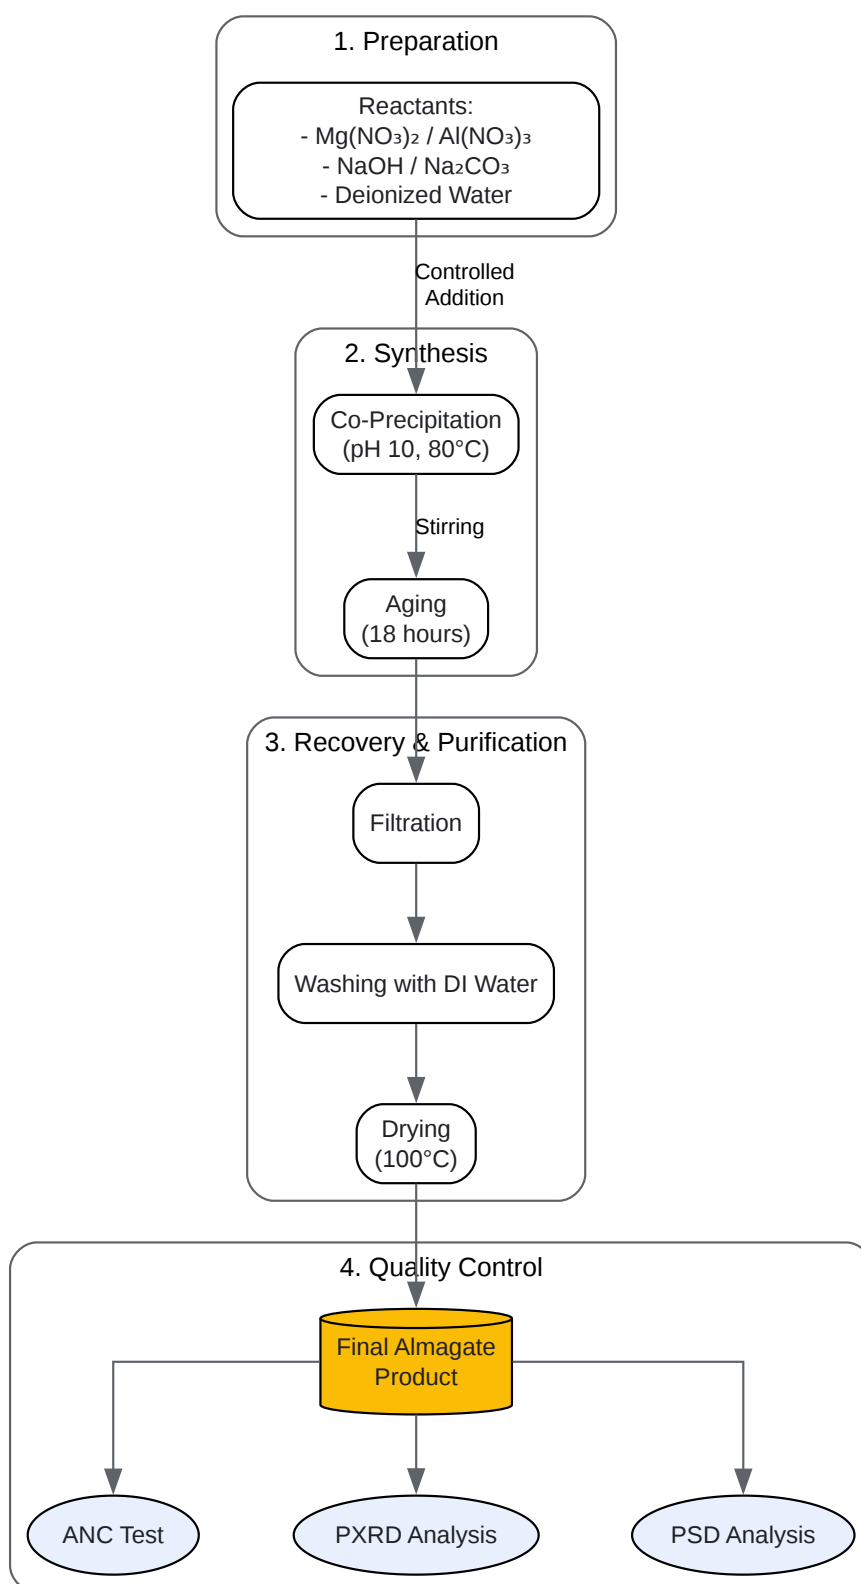 1. Preparation
Reactants:
- Mg(NO₃)₂ / Al(NO₃)₃
- NaOH / Na₂CO₃
- Deionized Water
Controlled
Addition
2. Synthesis
Co-Precipitation
(pH 10, 80°C)
Stirring
Aging
(18 hours)
3. Recovery & Purification
Filtration
Washing with DI Water
Drying
(100°C)
4. Quality Control
Final Almagate
Product
ANC Test
PXRD Analysis
PSD Analysis